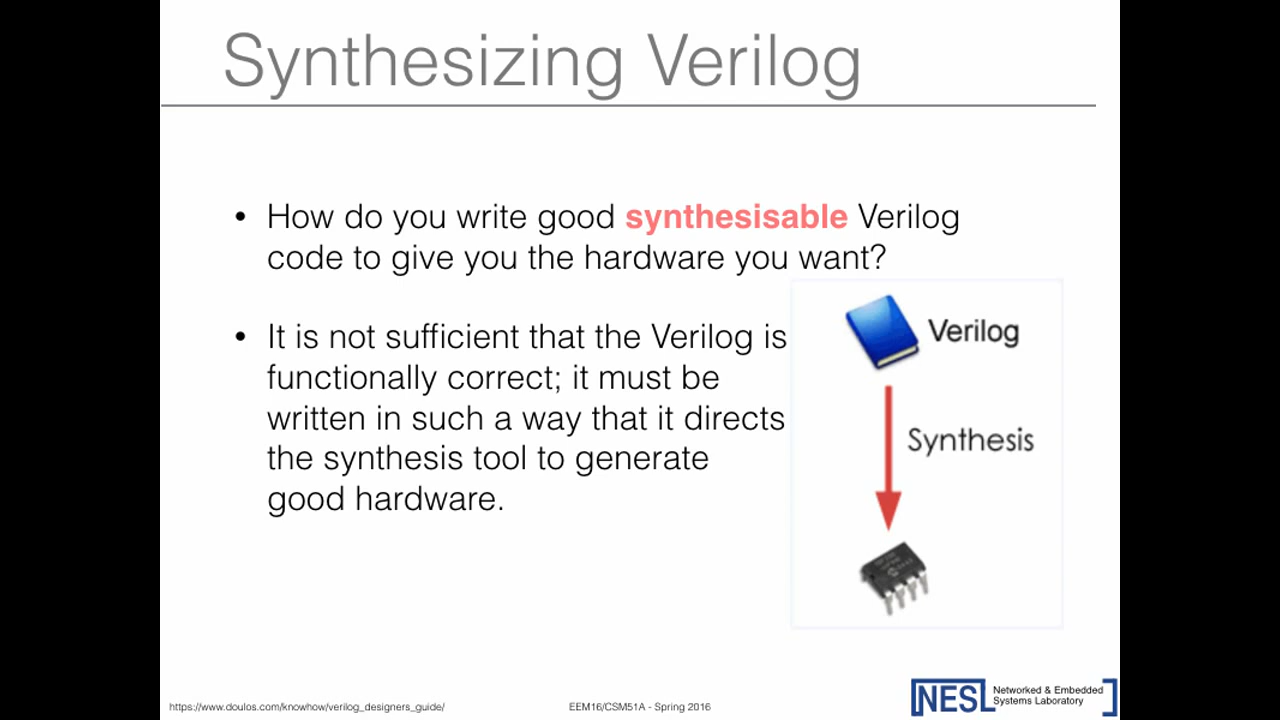 Synthesizing Verilog
• How do you write good synthesisable Verilog
code to give you the hardware you want?
• It is not sufficient that the Verilog is
functionally correct; it must be
written in such a way that it directs
the synthesis tool to generate
good hardware.
Verilog
Synthesis
https://www.doulos.com/knowhow/verilog_designers_guide/
EEM16/CSM51A - Spring 2016
NESL
Networked & Embedded
Systems Laboratory